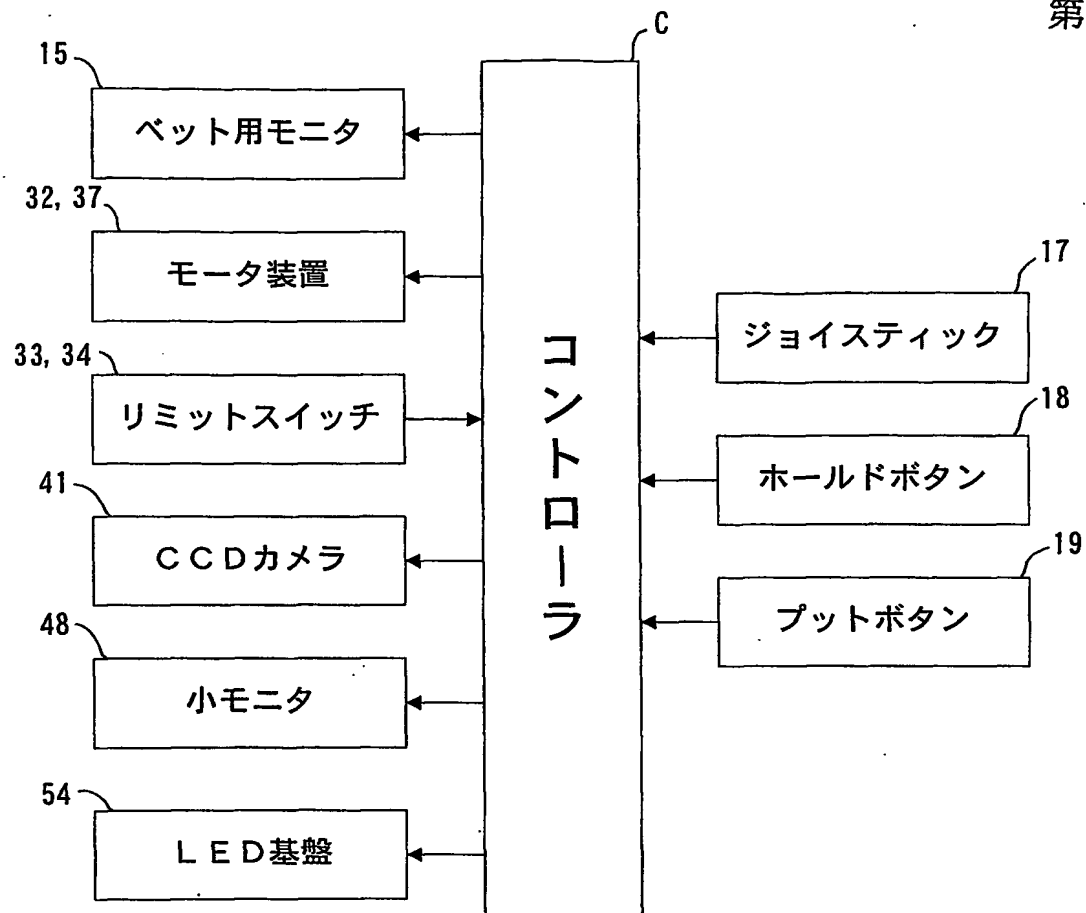 第
C
15
ベット用モニタ
32, 37
モータ装置
33, 34
リミットスイッチ
41
CCDカメラ
48
小モニタ
54
LED基盤
コントローラ
17
ジョイスティック
18
ホールドボタン
19
プットボタン